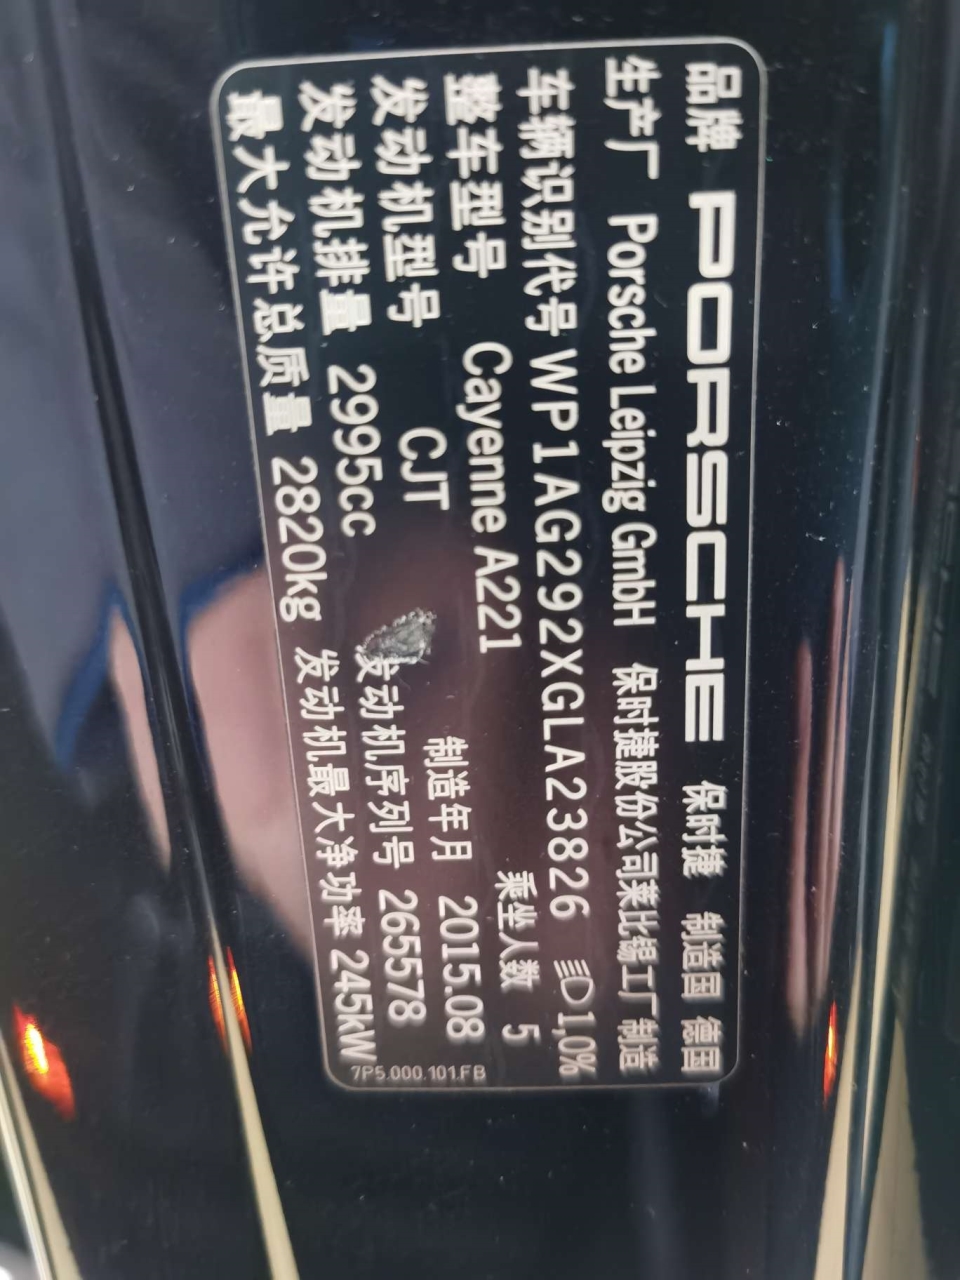 品牌 PORSCHE 保时捷 制造国 德国
生产厂 Porsche Leipzig GmbH 保时捷股份公司莱比锡工厂制造
车辆识别代号 WP1AG292XGLA23826 1,0%
整车型号 Cayenne A221 乘坐人数 5
发动机型号 CJT 制造年月 2015.08
发动机排量 2995cc 发动机序列号 265578
最大允许总质量 2820kg 发动机最大净功率 245kW
7P5.000.101.FB